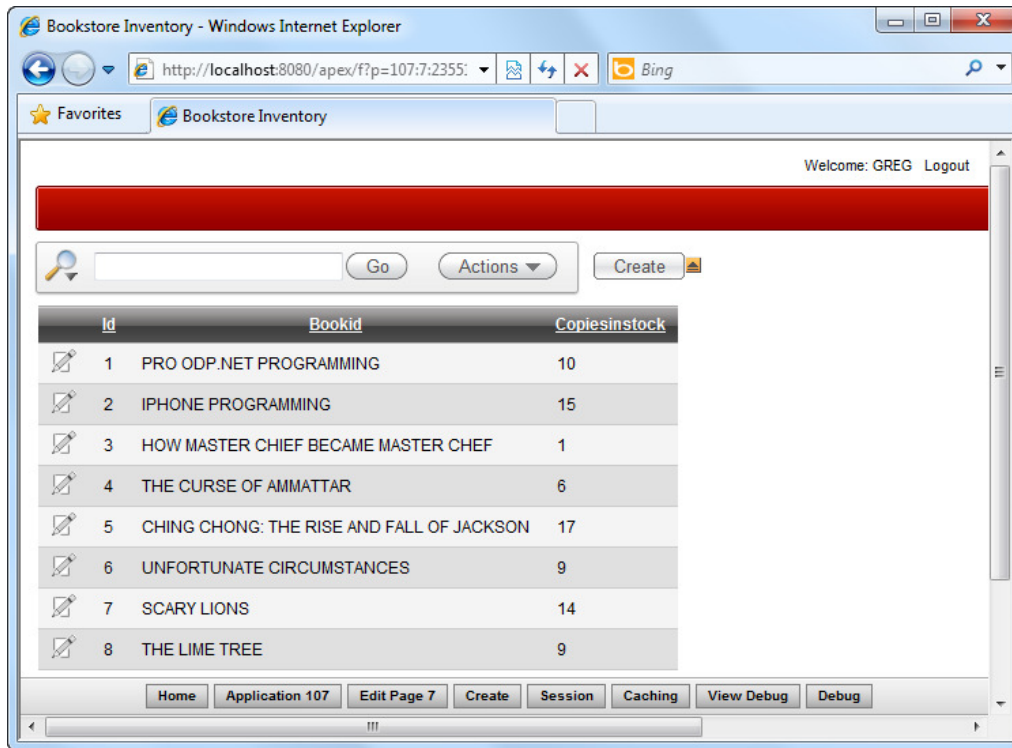 Bookstore Inventory - Windows Internet Explorer
http://localhost:8080/apex/f?p=107:7:2355: Bing
Favorites Bookstore Inventory
Welcome: GREG Logout
Go Actions Create
Id Bookid Copiesinstock
1 PRO ODP.NET PROGRAMMING 10
2 IPHONE PROGRAMMING 15
3 HOW MASTER CHIEF BECAME MASTER CHEF 1
4 THE CURSE OF AMMATTAR 6
5 CHING CHONG: THE RISE AND FALL OF JACKSON 17
6 UNFORTUNATE CIRCUMSTANCES 9
7 SCARY LIONS 14
8 THE LIME TREE 9
Home Application 107 Edit Page 7 Create Session Caching View Debug Debug